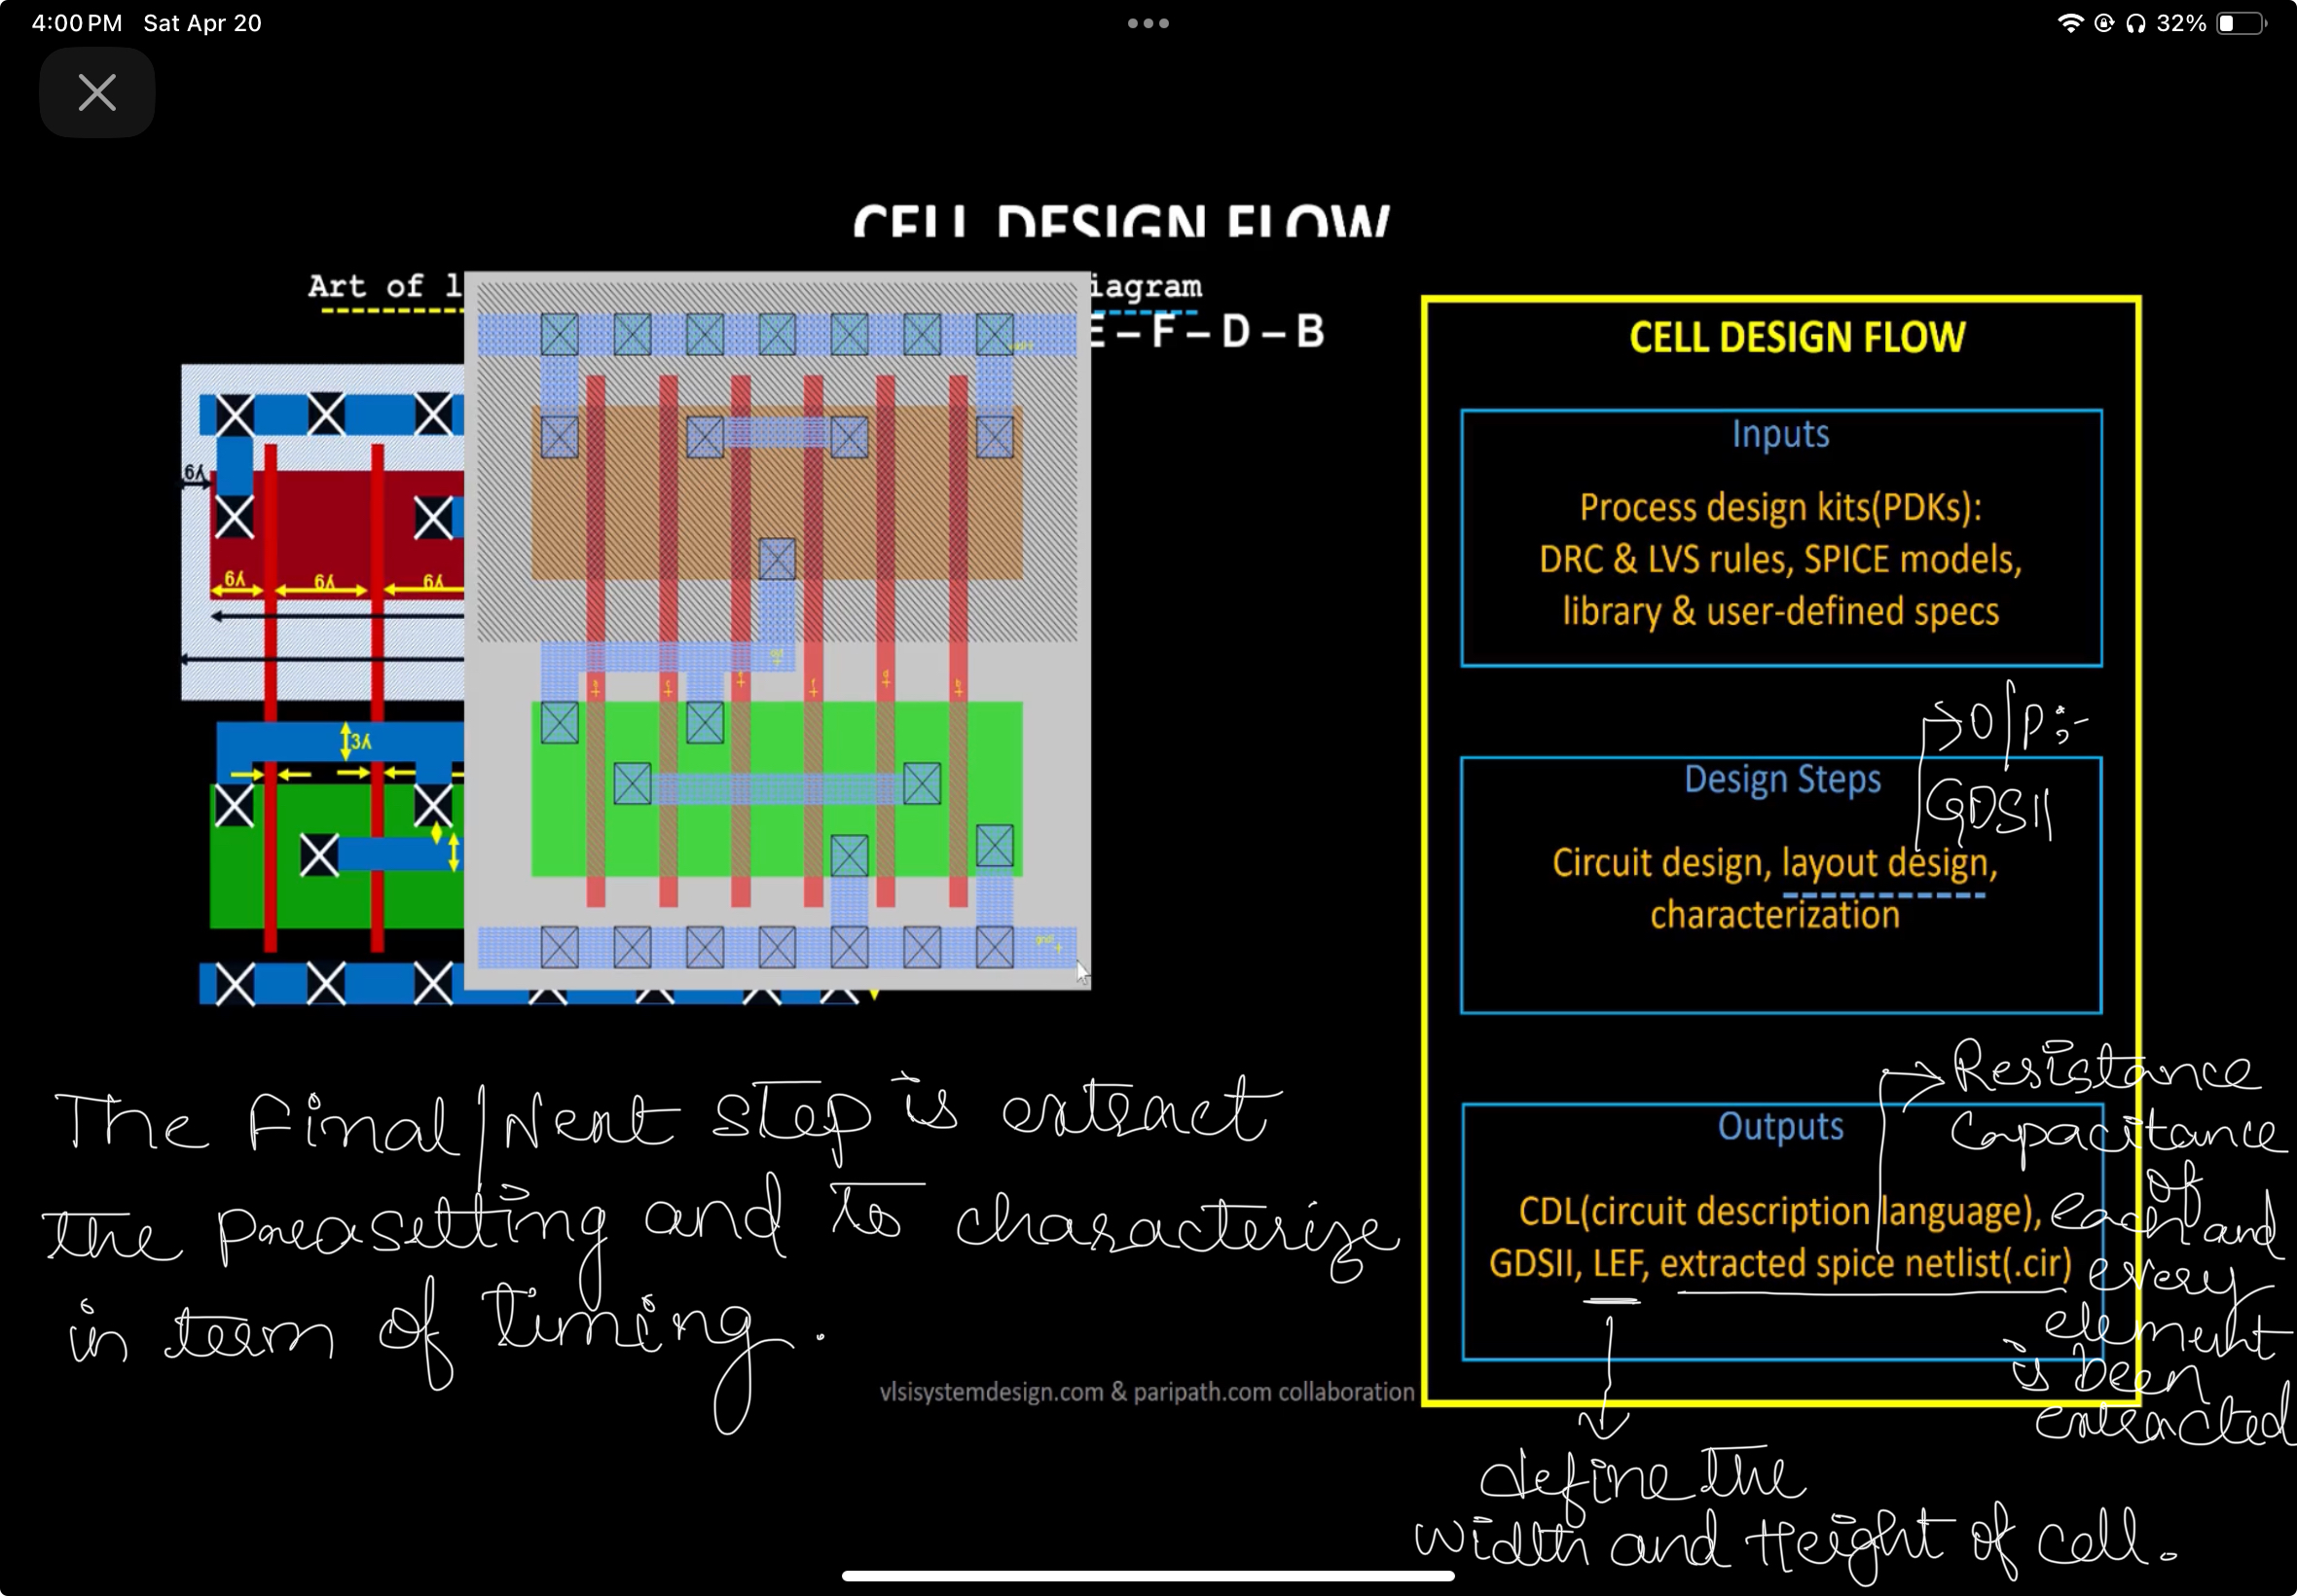 4:00 PM Sat Apr 20
32%
CELL DESIGN FLOW
Art of l
iagram
E – F – D – B
6λ
6λ
6λ
6λ
3λ
CELL DESIGN FLOW
Inputs
Process design kits(PDKs):
DRC & LVS rules, SPICE models,
library & user-defined specs
O/P:-
GDSII
Design Steps
Circuit design, layout design,
characterization
Outputs
CDL(circuit description language),
GDSII, LEF, extracted spice netlist(.cir)
Resistance
Capacitance
of
each and
every
element
is been
extracted
define the
width and Height of cell.
The Final/Next step is extract
the parasetting and to characterize
in term of timing.
vlsisystemdesign.com & paripath.com collaboration